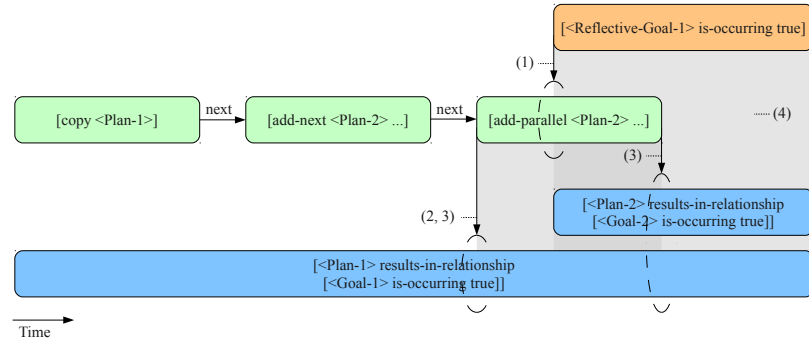 [<Reflective-Goal-1> is-occurring true]
(1)
[copy <Plan-1>]
next
[add-next <Plan-2> ...]
next
[add-parallel <Plan-2> ...]
(4)
(3)
(2, 3)
[<Plan-2> results-in-relationship
[<Goal-2> is-occurring true]]
[<Plan-1> results-in-relationship
[<Goal-1> is-occurring true]]
Time